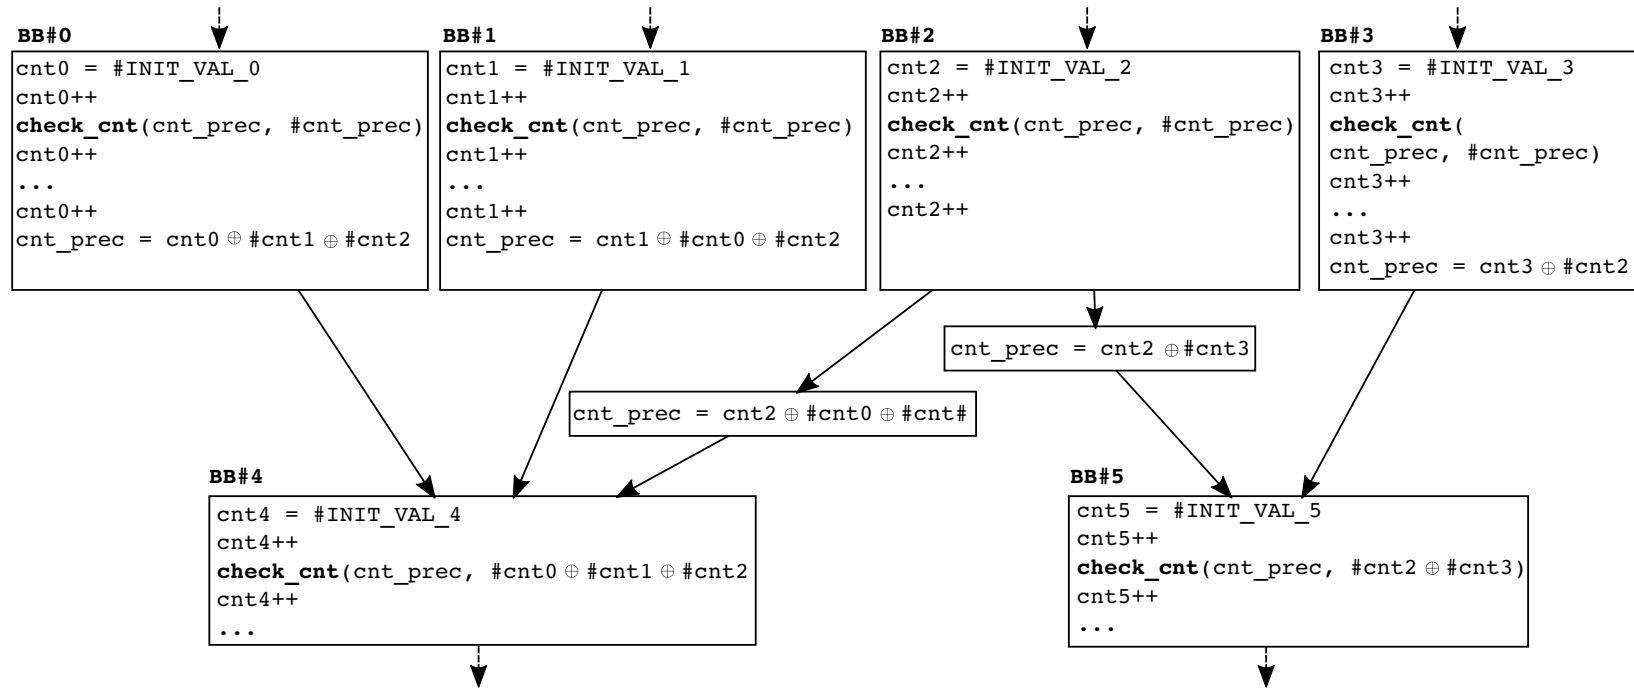 BB#0
cnt0 = #INIT_VAL_0
cnt0++
check_cnt(cnt_prec, #cnt_prec)
cnt0++
...
cnt0++
cnt_prec = cnt0 ⊕ #cnt1 ⊕ #cnt2
BB#1
cnt1 = #INIT_VAL_1
cnt1++
check_cnt(cnt_prec, #cnt_prec)
cnt1++
...
cnt1++
cnt_prec = cnt1 ⊕ #cnt0 ⊕ #cnt2
BB#2
cnt2 = #INIT_VAL_2
cnt2++
check_cnt(cnt_prec, #cnt_prec)
cnt2++
...
cnt2++
BB#3
cnt3 = #INIT_VAL_3
cnt3++
check_cnt(
cnt_prec, #cnt_prec)
cnt3++
...
cnt3++
cnt_prec = cnt3 ⊕ #cnt2
cnt_prec = cnt2 ⊕ #cnt3
cnt_prec = cnt2 ⊕ #cnt0 ⊕ #cnt#
BB#4
cnt4 = #INIT_VAL_4
cnt4++
check_cnt(cnt_prec, #cnt0 ⊕ #cnt1 ⊕ #cnt2
cnt4++
...
BB#5
cnt5 = #INIT_VAL_5
cnt5++
check_cnt(cnt_prec, #cnt2 ⊕ #cnt3)
cnt5++
...